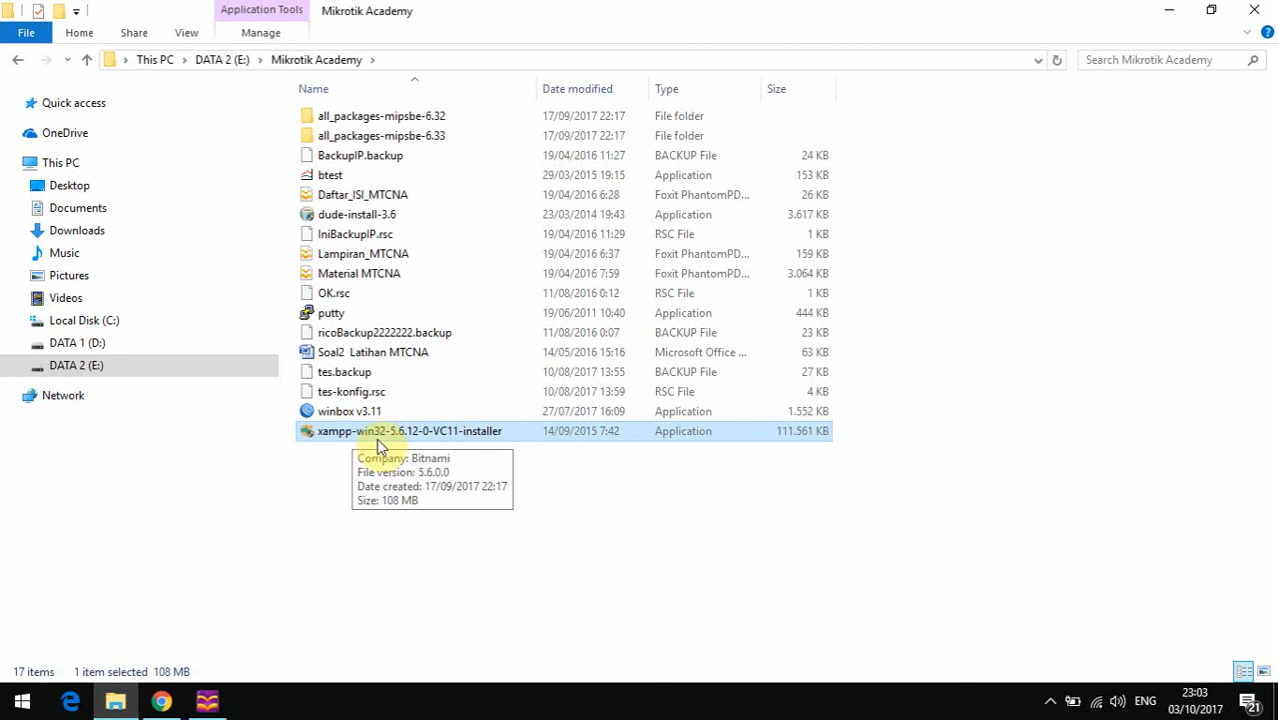 Application Tools
Mikrotik Academy
File
Home
Share
View
Manage
This PC
DATA 2 (E:)
Mikrotik Academy
Search Mikrotik Academy
Name
Date modified
Type
Size
Quick access
OneDrive
This PC
Desktop
Documents
Downloads
Music
Pictures
Videos
Local Disk (C:)
DATA 1 (D:)
DATA 2 (E:)
Network
all_packages-mipsbe-6.32 17/09/2017 22:17 File folder
all_packages-mipsbe-6.33 17/09/2017 22:17 File folder
BackupIP.backup 19/04/2016 11:27 BACKUP File 24 KB
btest 29/03/2015 19:15 Application 153 KB
Daftar_ISI_MTCNA 19/04/2016 6:28 Foxit PhantomPD... 26 KB
dude-install-3.6 23/03/2014 19:43 Application 3.617 KB
IniBackupIP.rsc 19/04/2016 11:29 RSC File 1 KB
Lampiran_MTCNA 19/04/2016 6:37 Foxit PhantomPD... 159 KB
Material MTCNA 19/04/2016 7:59 Foxit PhantomPD... 3.064 KB
OK.rsc 11/08/2016 0:12 RSC File 1 KB
putty 19/06/2011 10:40 Application 444 KB
ricoBackup2222222.backup 11/08/2016 0:07 BACKUP File 23 KB
Soal2 Latihan MTCNA 14/05/2016 15:16 Microsoft Office ... 63 KB
tes.backup 10/08/2017 13:55 BACKUP File 27 KB
tes-konfig.rsc 10/08/2017 13:59 RSC File 4 KB
winbox v3.11 27/07/2017 16:09 Application 1.552 KB
xampp-win32-5.6.12-0-VC11-installer 14/09/2015 7:42 Application 111.561 KB
Company: Bitnami
File version: 5.6.0.0
Date created: 17/09/2017 22:17
Size: 108 MB
17 items
1 item selected 108 MB
ENG
23:03
03/10/2017
21